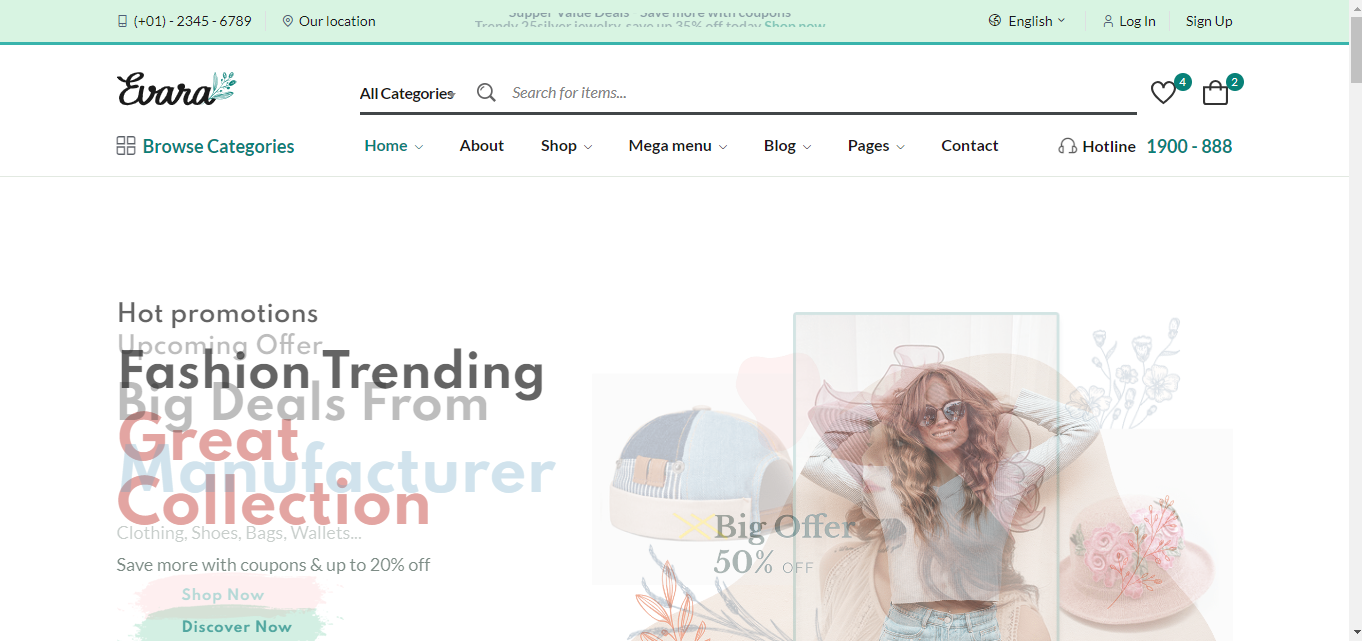 (+01) - 2345 - 6789
Our location
Supper Value Deals - Save more with coupons
Trendy 25silver jewelry, save up 35% off today Shop now
English
Log In
Sign Up
Evara
All Categories
Search for items...
4
2
Browse Categories
Home
About
Shop
Mega menu
Blog
Pages
Contact
Hotline
1900 - 888
Hot promotions
Upcoming Offer
Fashion Trending
Big Deals From
Great
Manufacturer
Collection
Clothing, Shoes, Bags, Wallets...
Save more with coupons & up to 20% off
Shop Now
Discover Now
Big Offer
50% OFF